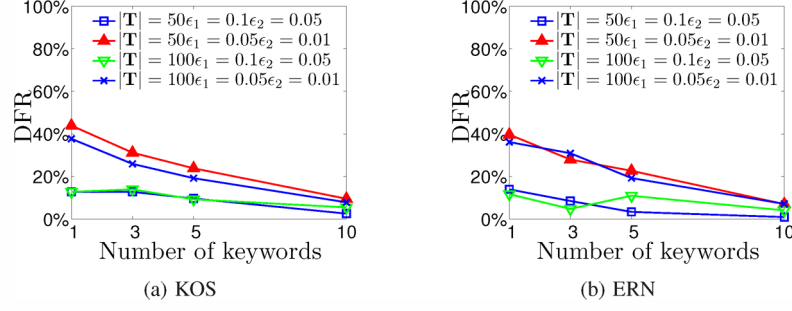 100%
80%
60%
40%
20%
0%
DFR
|T| = 50ϵ₁ = 0.1ϵ₂ = 0.05
|T| = 50ϵ₁ = 0.05ϵ₂ = 0.01
|T| = 100ϵ₁ = 0.1ϵ₂ = 0.05
|T| = 100ϵ₁ = 0.05ϵ₂ = 0.01
1 3 5 10
Number of keywords
(a) KOS
100%
80%
60%
40%
20%
0%
DFR
|T| = 50ϵ₁ = 0.1ϵ₂ = 0.05
|T| = 50ϵ₁ = 0.05ϵ₂ = 0.01
|T| = 100ϵ₁ = 0.1ϵ₂ = 0.05
|T| = 100ϵ₁ = 0.05ϵ₂ = 0.01
1 3 5 10
Number of keywords
(b) ERN